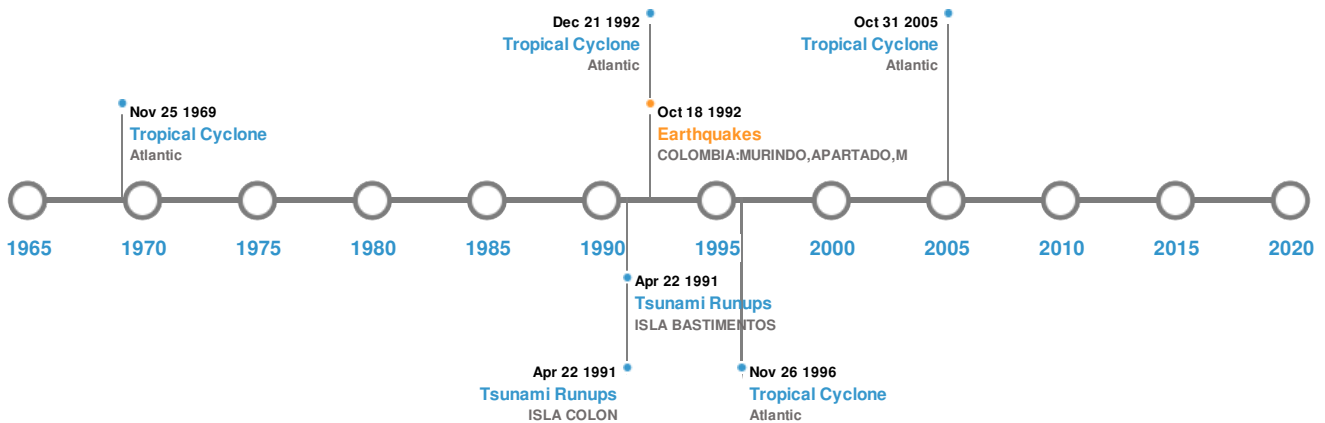 Dec 21 1992
Tropical Cyclone
Atlantic
Oct 31 2005
Tropical Cyclone
Atlantic
Nov 25 1969
Tropical Cyclone
Atlantic
Oct 18 1992
Earthquakes
COLOMBIA:MURINDO,APARTADO,M
1965 1970 1975 1980 1985 1990 1995 2000 2005 2010 2015 2020
Apr 22 1991
Tsunami Runups
ISLA BASTIMENTOS
Apr 22 1991
Tsunami Runups
ISLA COLON
Nov 26 1996
Tropical Cyclone
Atlantic